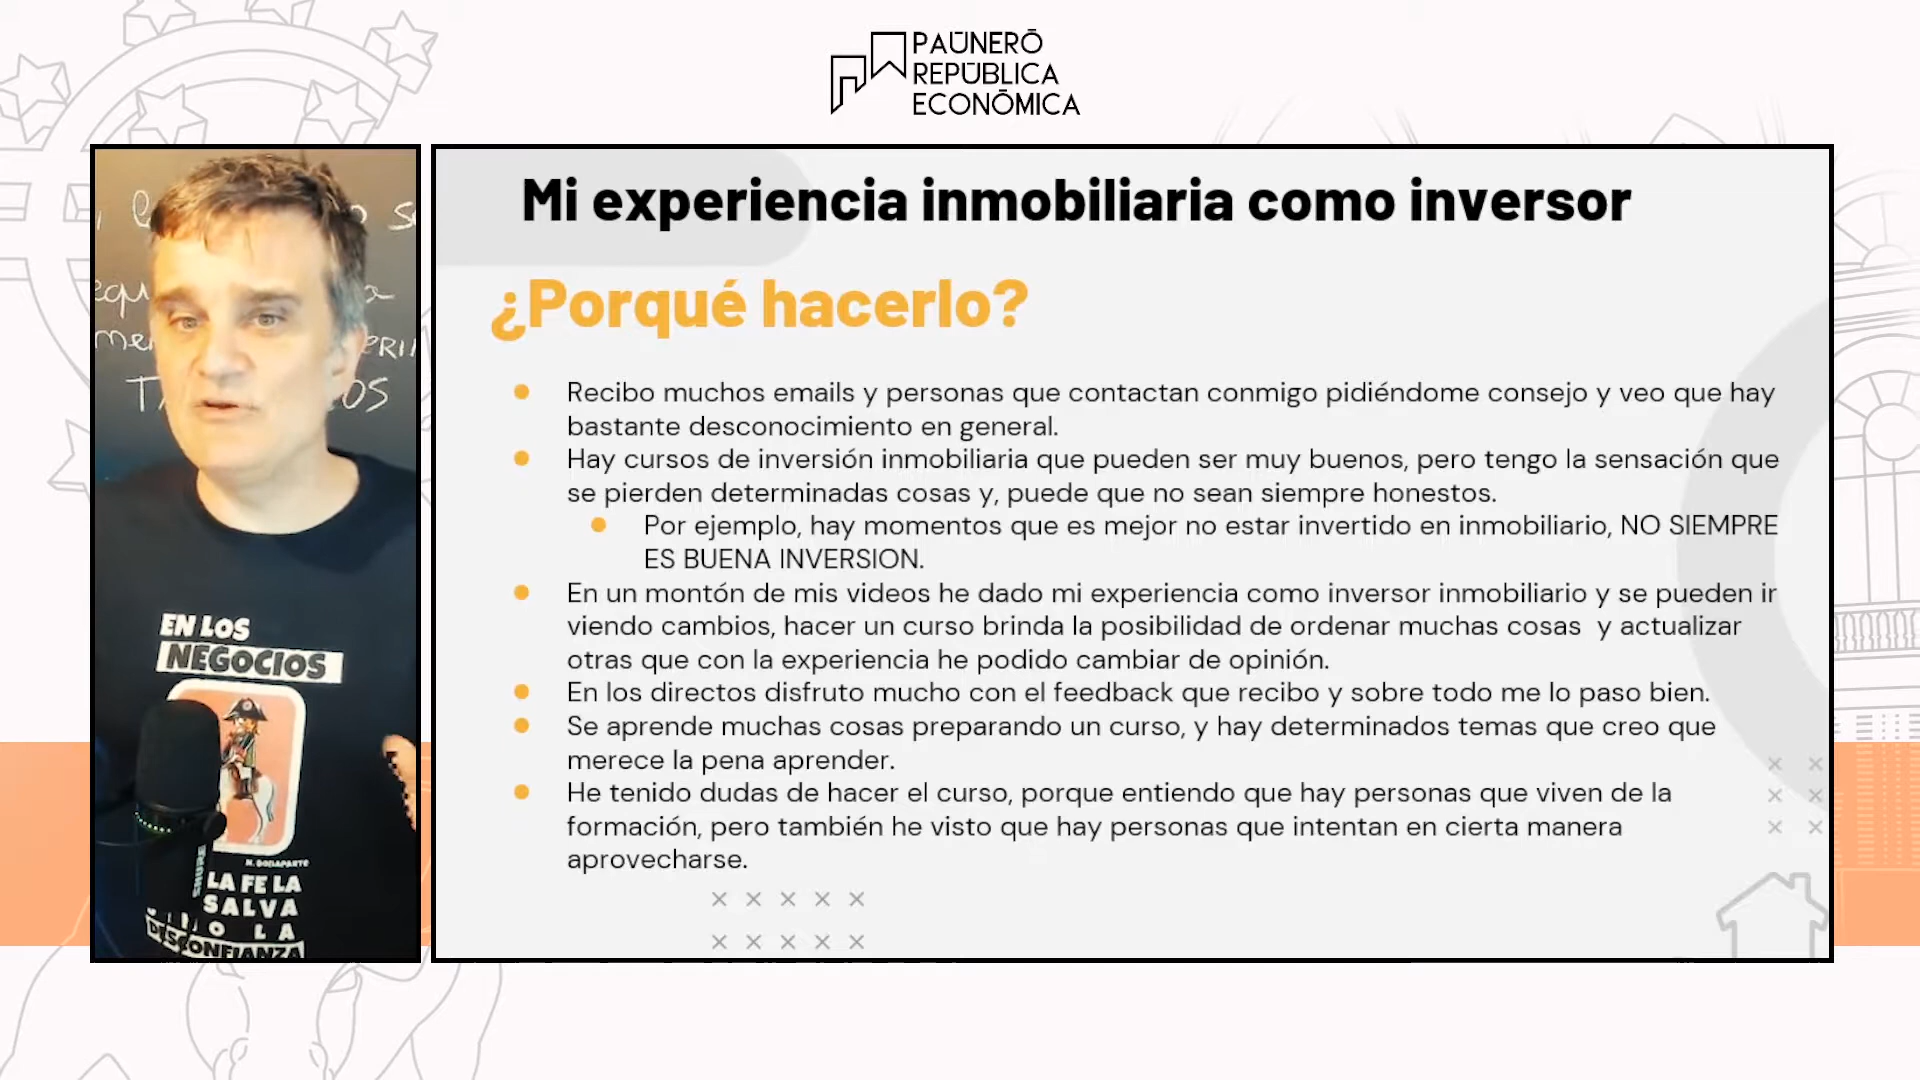 PAŪNERŌ
REPŪBLICA
ECONŌMICA
Mi experiencia inmobiliaria como inversor
¿Porqué hacerlo?
Recibo muchos emails y personas que contactan conmigo pidiéndome consejo y veo que hay
bastante desconocimiento en general.
Hay cursos de inversión inmobiliaria que pueden ser muy buenos, pero tengo la sensación que
se pierden determinadas cosas y, puede que no sean siempre honestos.
Por ejemplo, hay momentos que es mejor no estar invertido en inmobiliario, NO SIEMPRE
ES BUENA INVERSION.
En un montón de mis videos he dado mi experiencia como inversor inmobiliario y se pueden ir
viendo cambios, hacer un curso brinda la posibilidad de ordenar muchas cosas y actualizar
otras que con la experiencia he podido cambiar de opinión.
En los directos disfruto mucho con el feedback que recibo y sobre todo me lo paso bien.
Se aprende muchas cosas preparando un curso, y hay determinados temas que creo que
merece la pena aprender.
He tenido dudas de hacer el curso, porque entiendo que hay personas que viven de la
formación, pero también he visto que hay personas que intentan en cierta manera
aprovecharse.
EN LOS
NEGOCIOS
N. BONAPARTE
LA FE LA
SALVA
NO LA
DESCONFIANZA